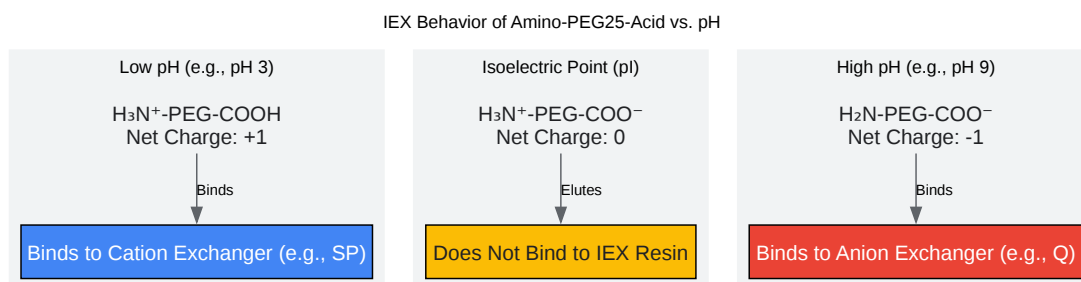 IEX Behavior of Amino-PEG25-Acid vs. pH
Low pH (e.g., pH 3)
H₃N⁺-PEG-COOH
Net Charge: +1
Binds
Binds to Cation Exchanger (e.g., SP)
Isoelectric Point (pI)
H₃N⁺-PEG-COO⁻
Net Charge: 0
Elutes
Does Not Bind to IEX Resin
High pH (e.g., pH 9)
H₂N-PEG-COO⁻
Net Charge: -1
Binds
Binds to Anion Exchanger (e.g., Q)